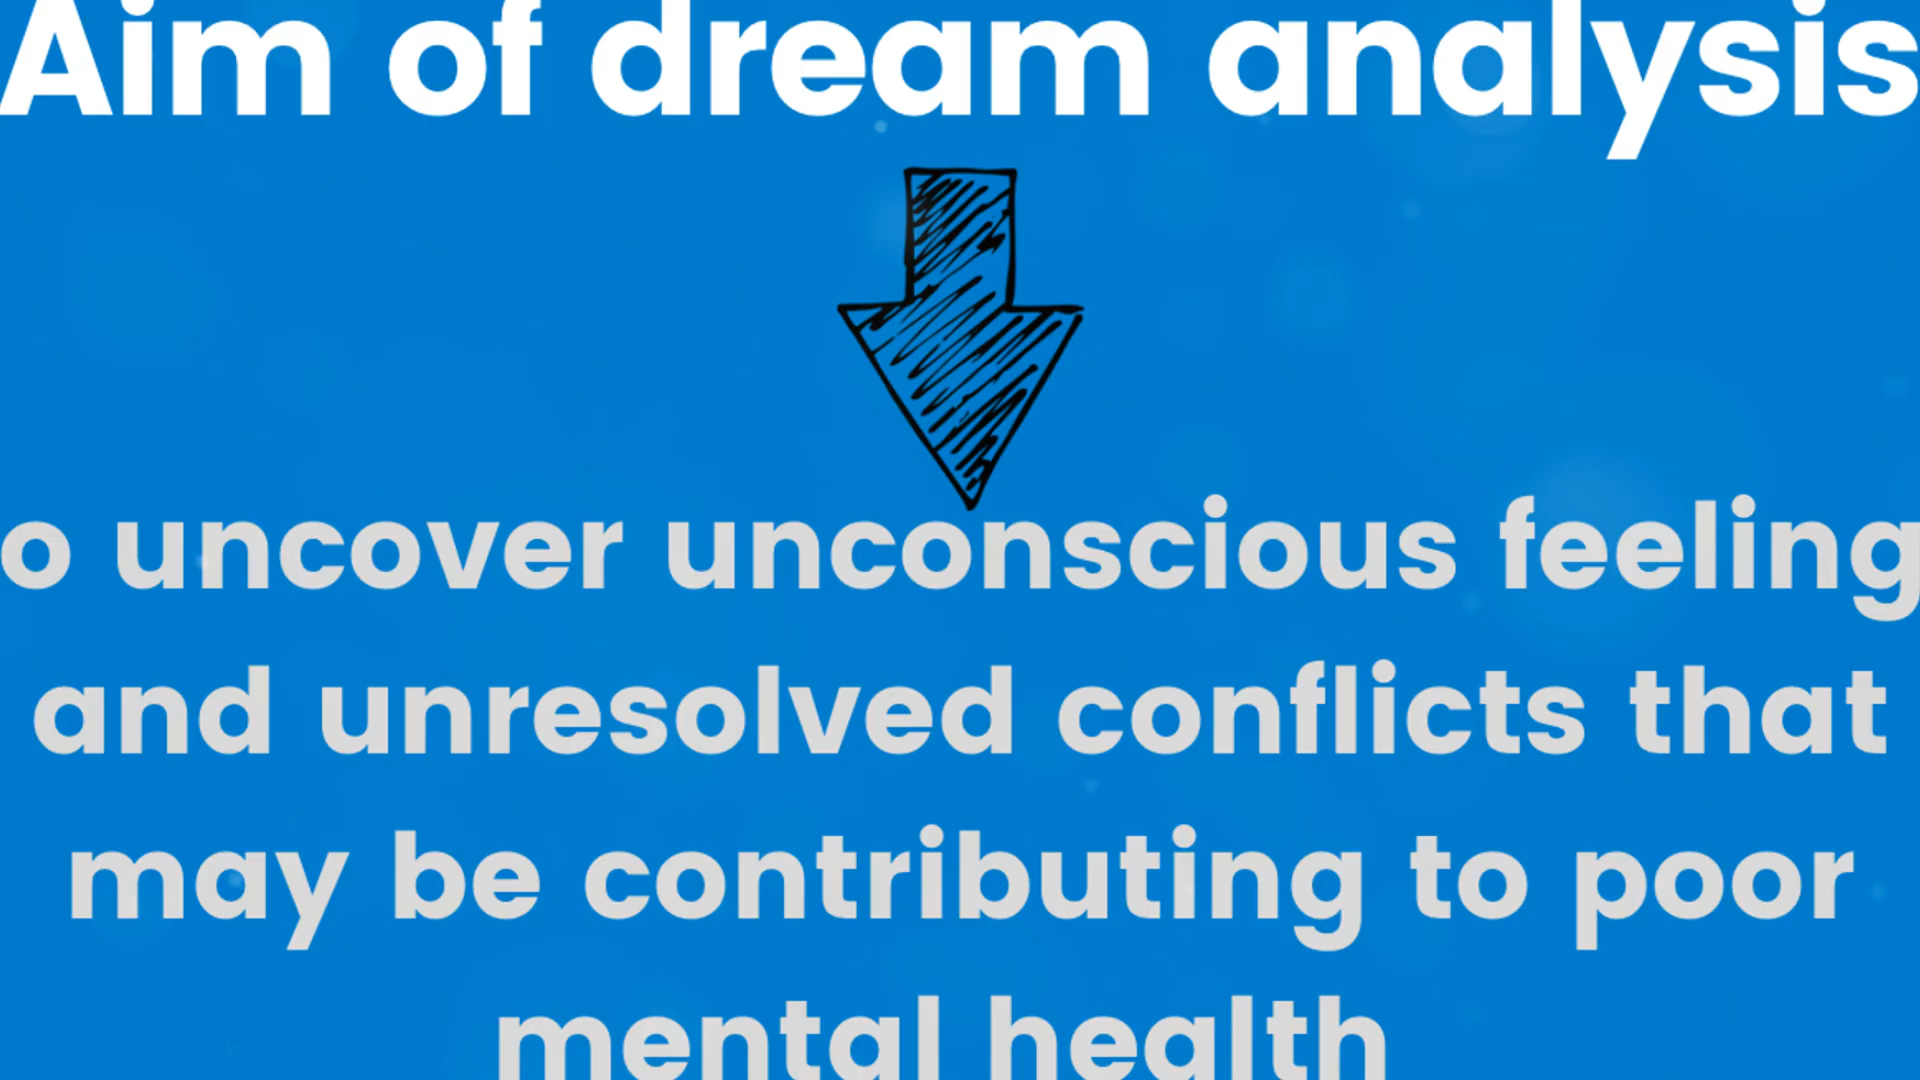 Aim of dream analysis
o uncover unconscious feeling
and unresolved conflicts that
may be contributing to poor
mental health